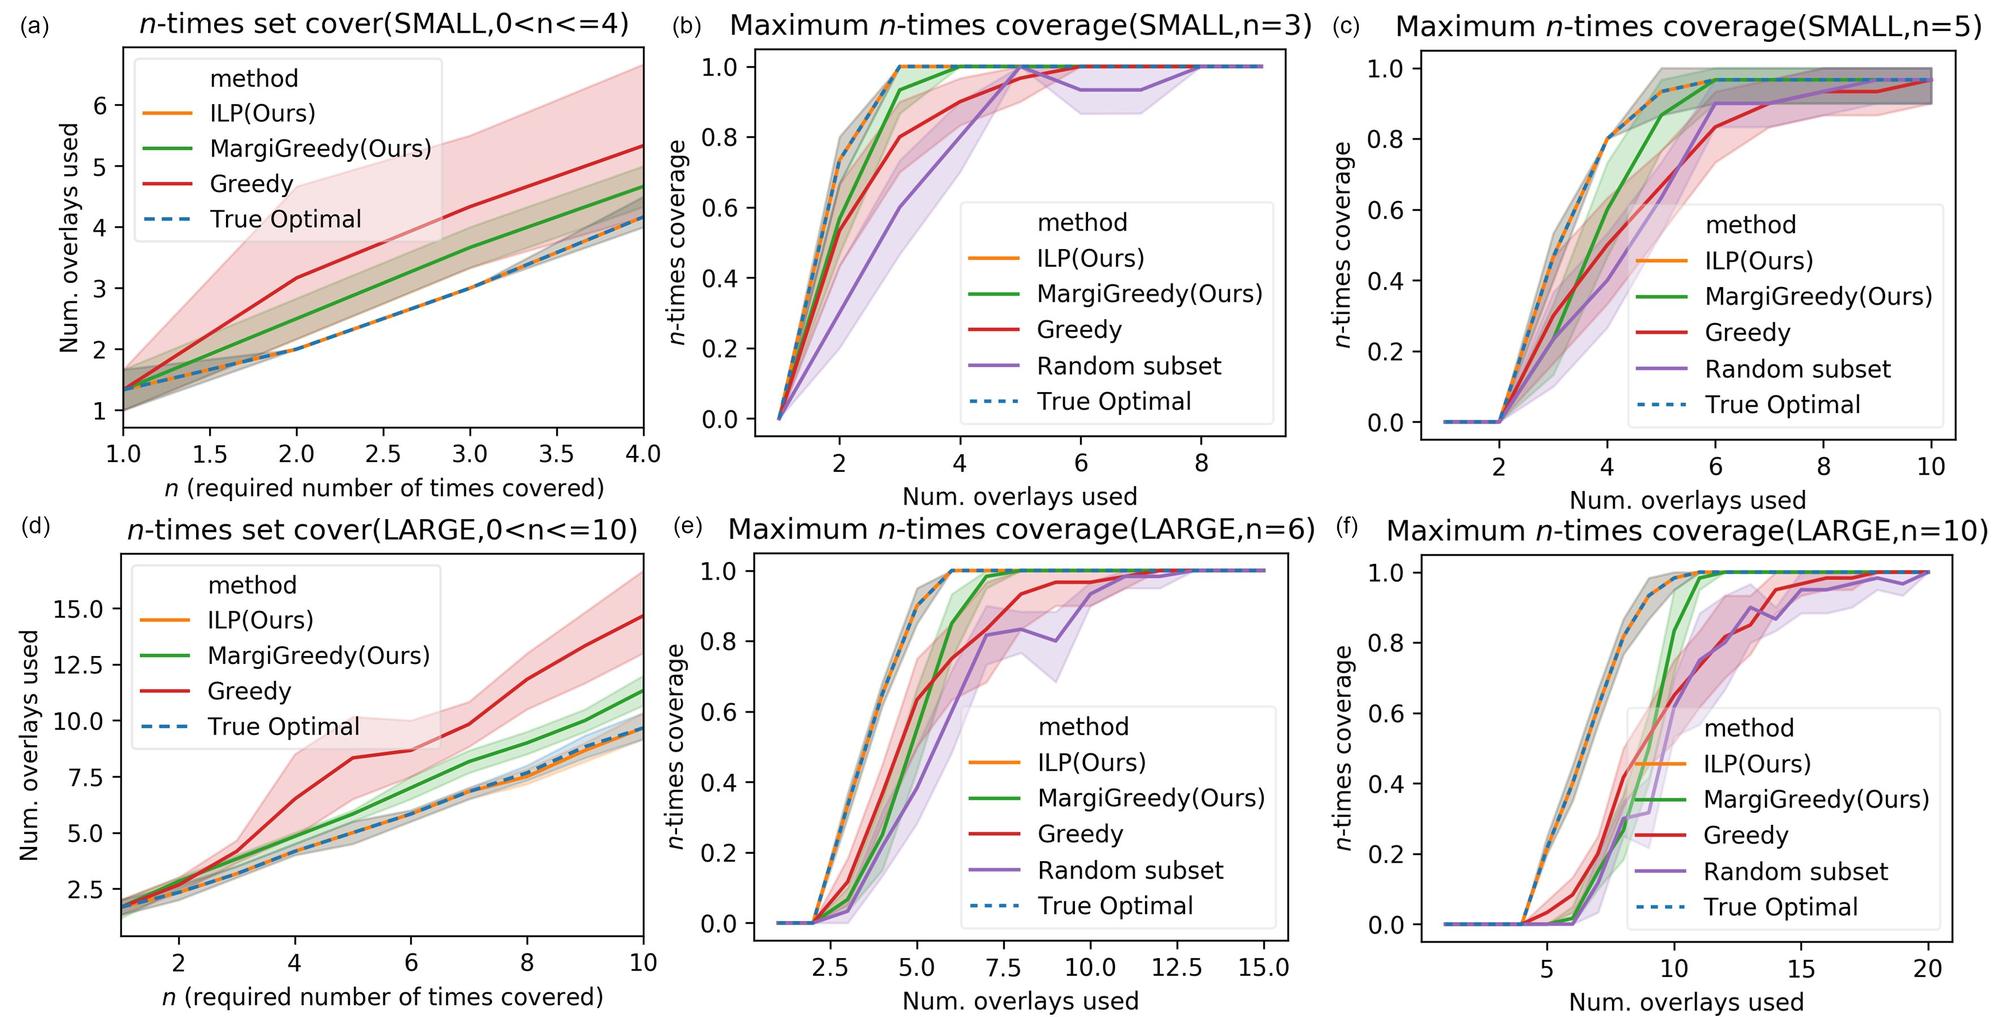 (a) n-times set cover(SMALL,0<n<=4)
Num. overlays used
6
5
4
3
2
1
method
ILP(Ours)
MargiGreedy(Ours)
Greedy
True Optimal
1.0 1.5 2.0 2.5 3.0 3.5 4.0
n (required number of times covered)
(b) Maximum n-times coverage(SMALL,n=3)
n-times coverage
1.0
0.8
0.6
0.4
0.2
0.0
method
ILP(Ours)
MargiGreedy(Ours)
Greedy
Random subset
True Optimal
2 4 6 8
Num. overlays used
(c) Maximum n-times coverage(SMALL,n=5)
n-times coverage
1.0
0.8
0.6
0.4
0.2
0.0
method
ILP(Ours)
MargiGreedy(Ours)
Greedy
Random subset
True Optimal
2 4 6 8 10
Num. overlays used
(d) n-times set cover(LARGE,0<n<=10)
Num. overlays used
15.0
12.5
10.0
7.5
5.0
2.5
method
ILP(Ours)
MargiGreedy(Ours)
Greedy
True Optimal
2 4 6 8 10
n (required number of times covered)
(e) Maximum n-times coverage(LARGE,n=6)
n-times coverage
1.0
0.8
0.6
0.4
0.2
0.0
method
ILP(Ours)
MargiGreedy(Ours)
Greedy
Random subset
True Optimal
2.5 5.0 7.5 10.0 12.5 15.0
Num. overlays used
(f) Maximum n-times coverage(LARGE,n=10)
n-times coverage
1.0
0.8
0.6
0.4
0.2
0.0
method
ILP(Ours)
MargiGreedy(Ours)
Greedy
Random subset
True Optimal
5 10 15 20
Num. overlays used